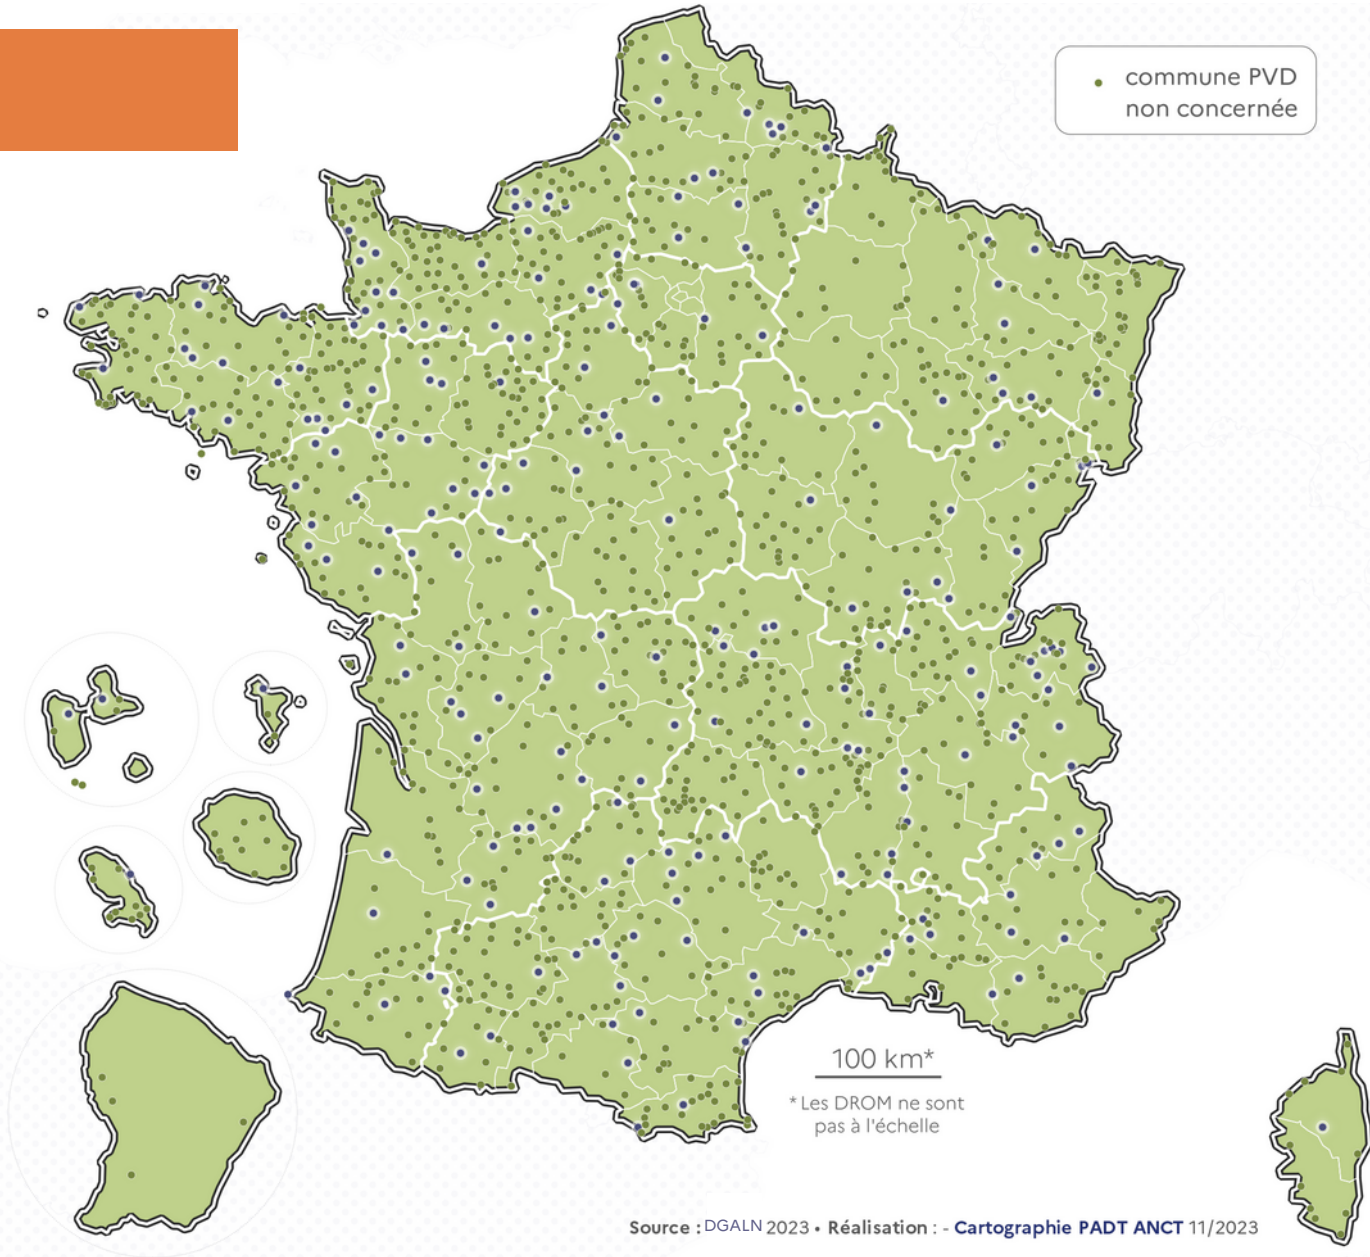 commune PVD
non concernée
100 km*
* Les DROM ne sont
pas à l'échelle
Source : DGALN 2023 • Réalisation : - Cartographie PADT ANCT 11/2023